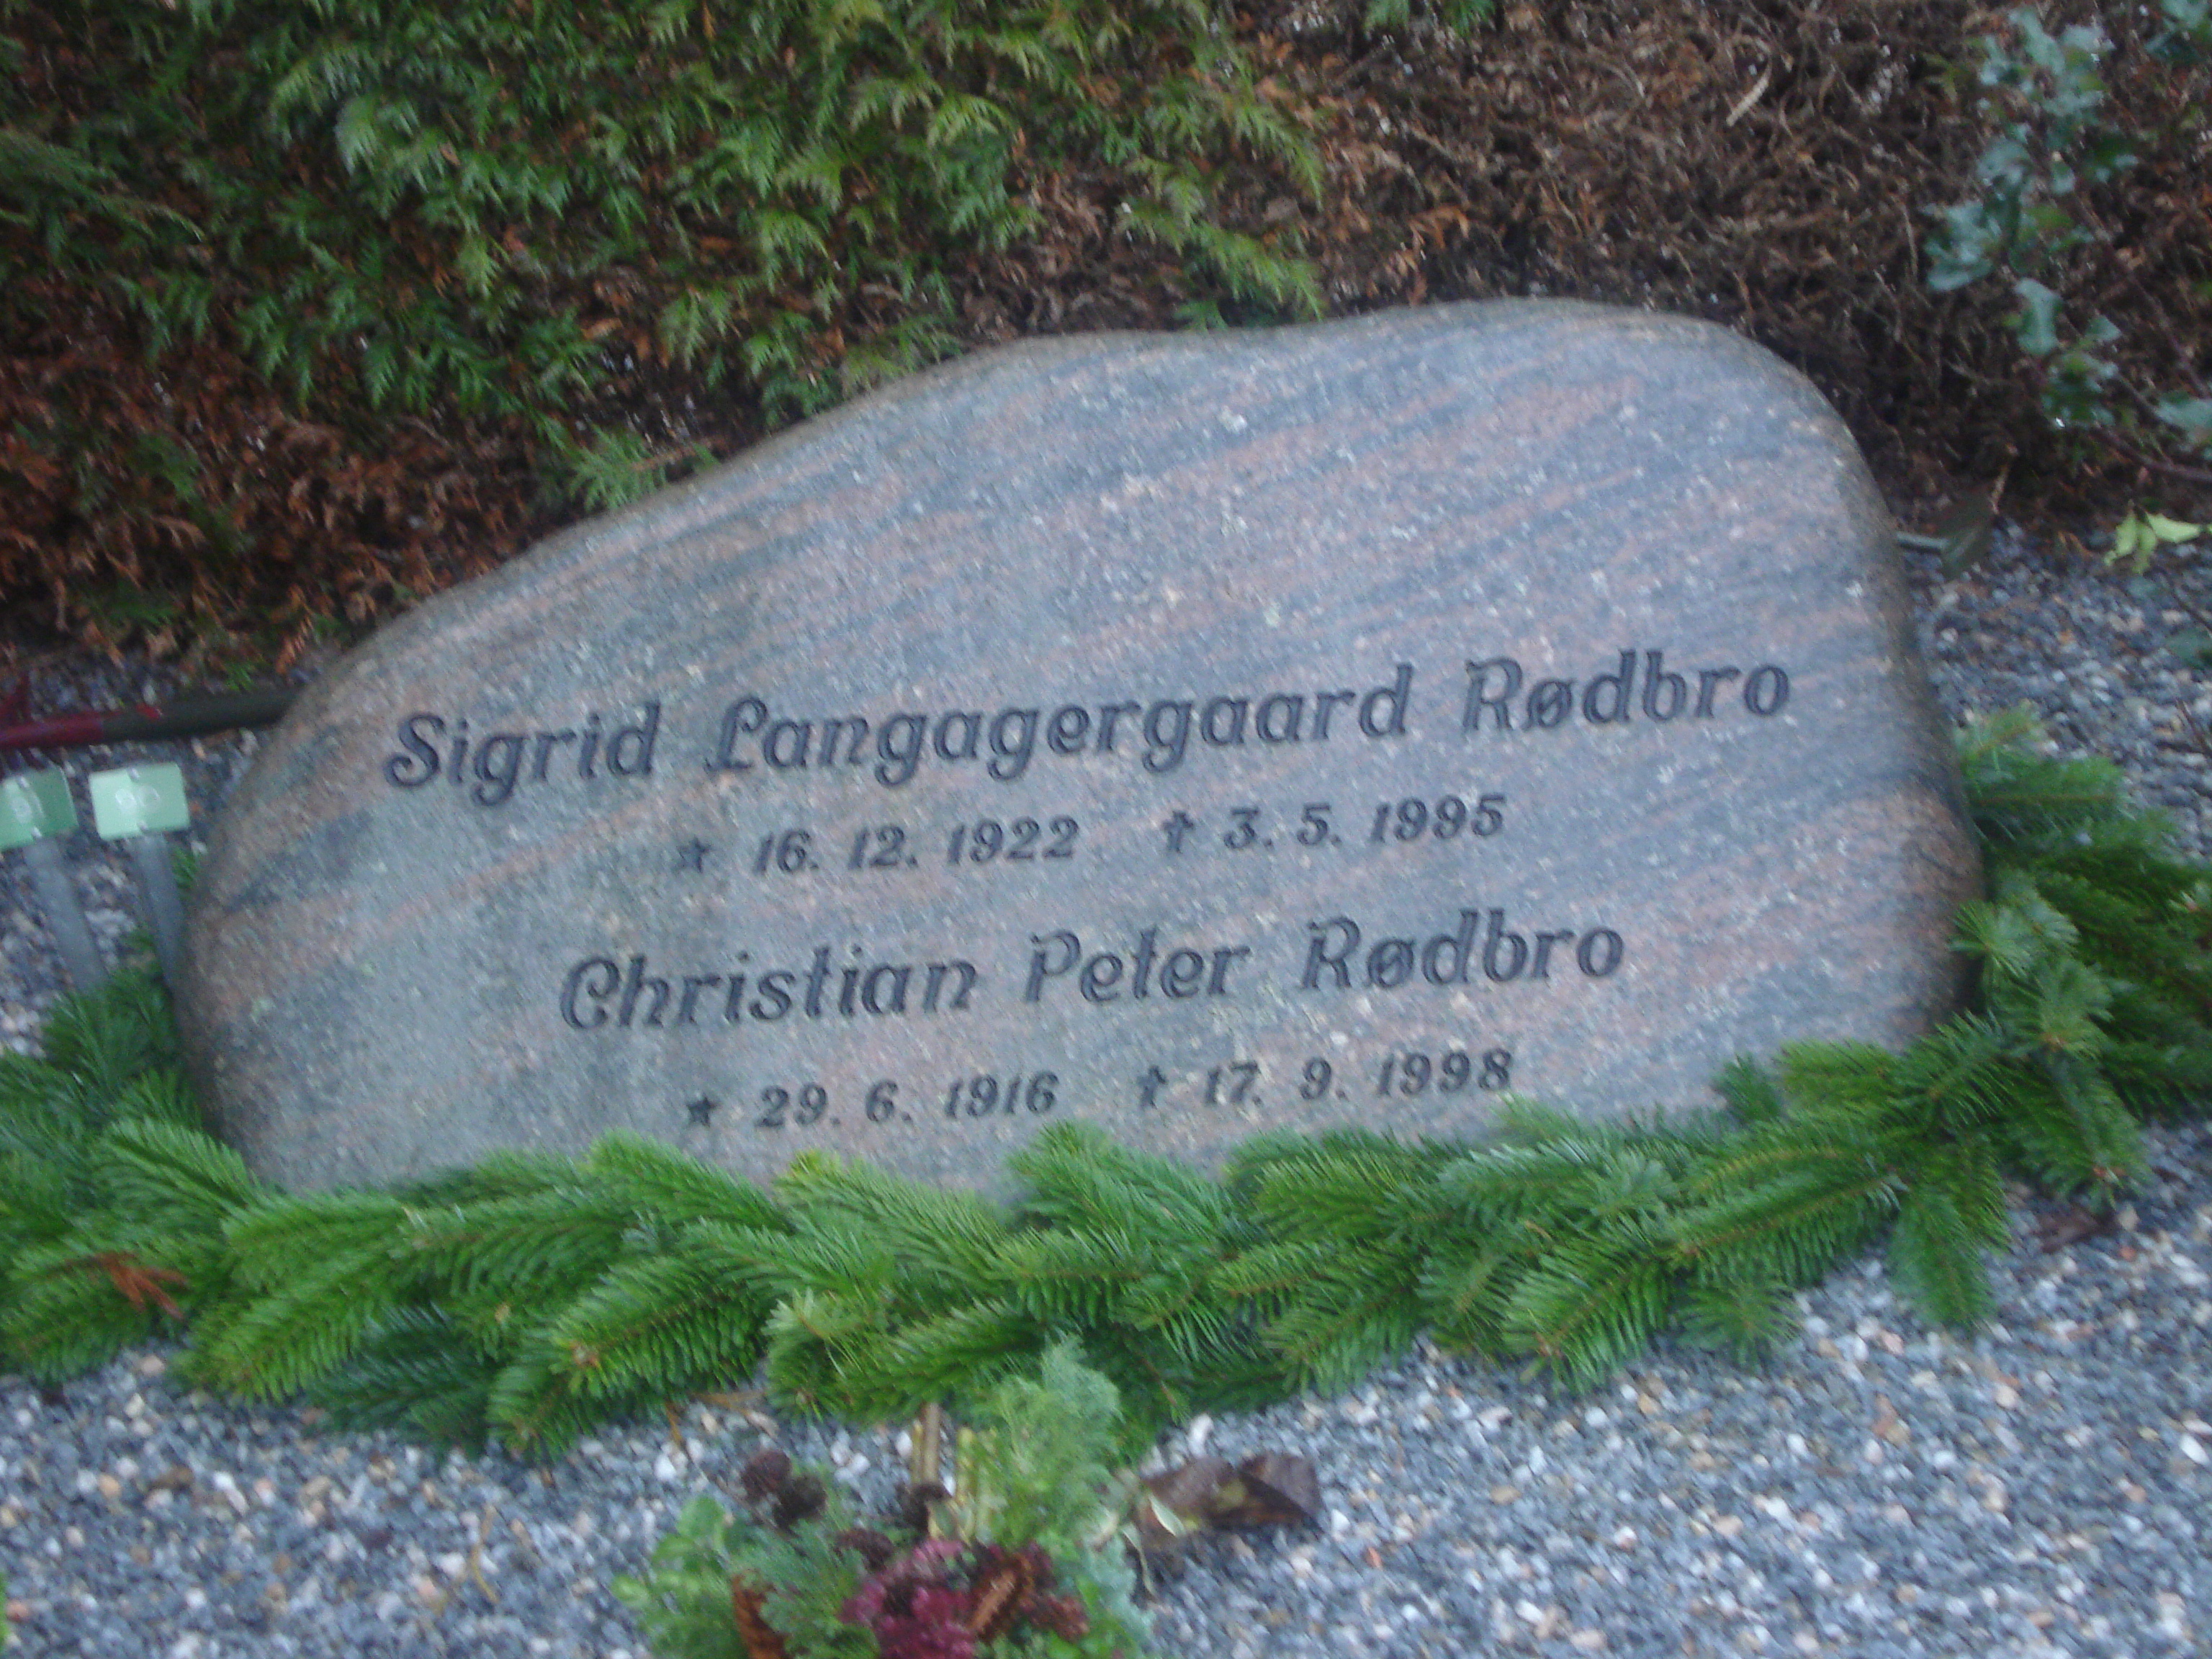 Sigrid Langagergaard Rødbro
★ 16. 12. 1922 † 3. 5. 1995
Christian Peter Rødbro
★ 29. 6. 1916 † 17. 9. 1998